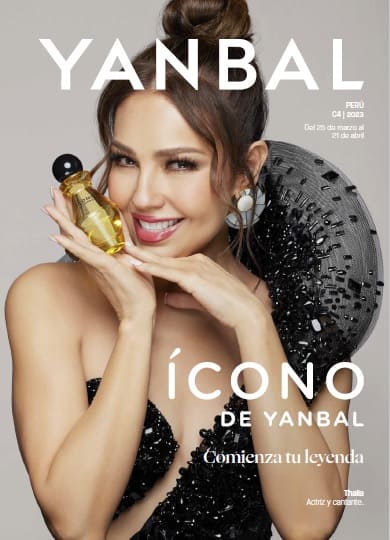 YANBAL
PERÚ
C4 | 2023
Del 25 de marzo al
21 de abril
ÍCONO
DE YANBAL
Comienza tu leyenda
Thalia
Actriz y cantante.